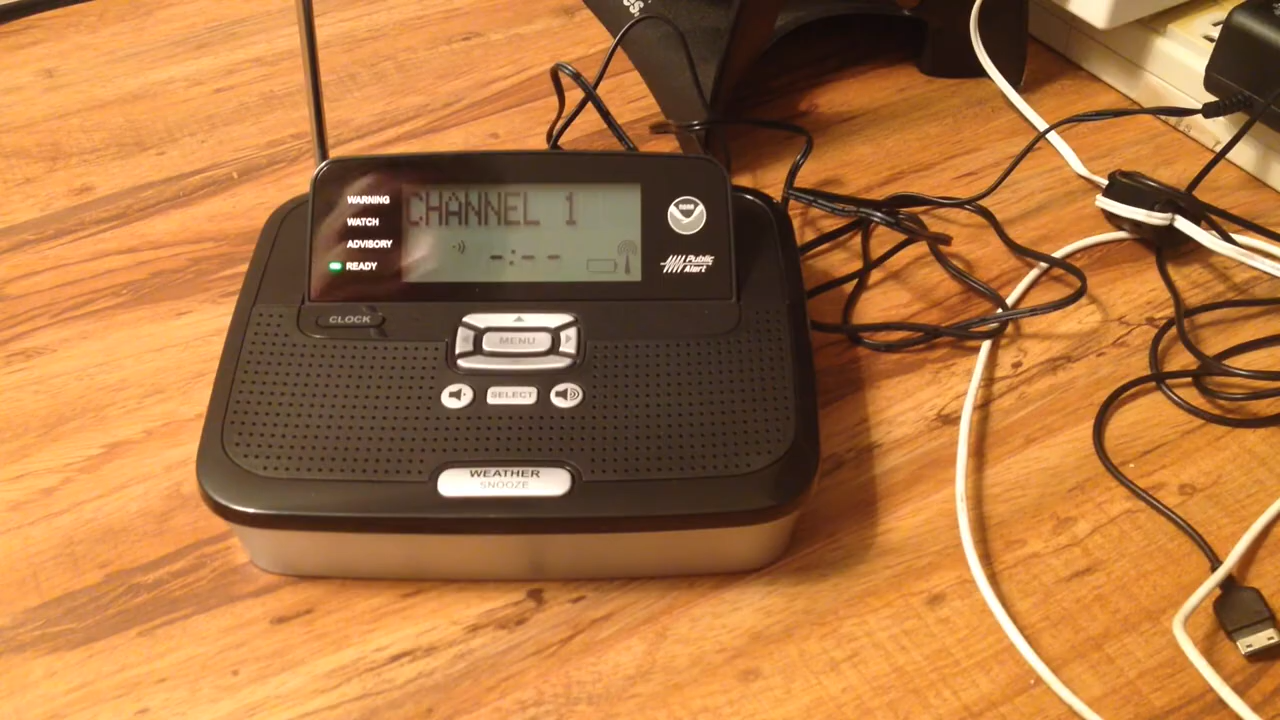 WARNING
WATCH
ADVISORY
READY
CHANNEL 1
-:--
Public
Alert
CLOCK
MENU
SELECT
WEATHER
SNOOZE